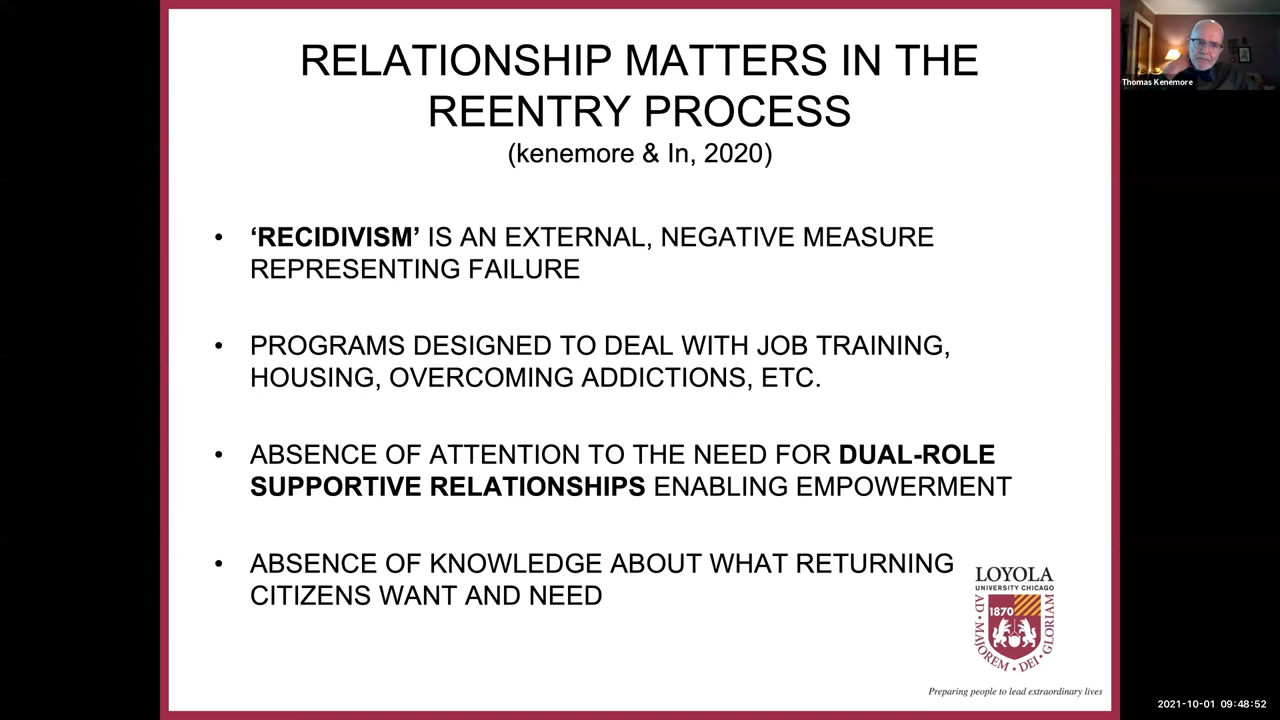 RELATIONSHIP MATTERS IN THE
REENTRY PROCESS
(kenemore & In, 2020)
• ‘RECIDIVISM’ IS AN EXTERNAL, NEGATIVE MEASURE
REPRESENTING FAILURE
• PROGRAMS DESIGNED TO DEAL WITH JOB TRAINING,
HOUSING, OVERCOMING ADDICTIONS, ETC.
• ABSENCE OF ATTENTION TO THE NEED FOR DUAL-ROLE
SUPPORTIVE RELATIONSHIPS ENABLING EMPOWERMENT
• ABSENCE OF KNOWLEDGE ABOUT WHAT RETURNING
CITIZENS WANT AND NEED
LOYOLA
UNIVERSITY CHICAGO
1870
AD • MAJOREM • DEI • GLORIAM
Preparing people to lead extraordinary lives
Thomas Kenemore
2021-10-01 09:48:52